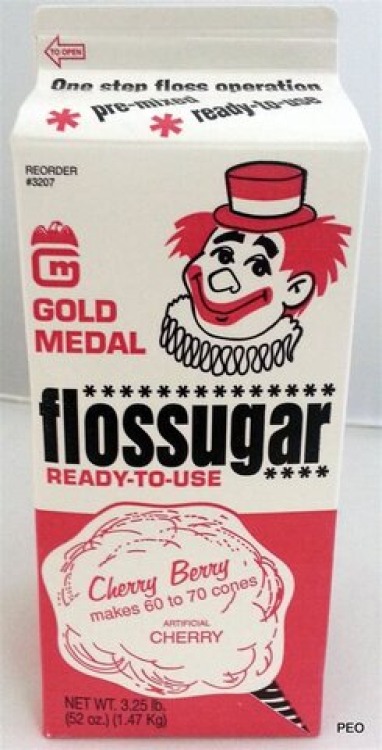 TO OPEN
One step floss operation
* pre-mixed * ready-to-use
REORDER
#3207
m
GOLD
MEDAL
**************
flossugar
READY-TO-USE ****
Cherry Berry
makes 60 to 70 cones
ARTIFICIAL
CHERRY
NET WT. 3.25 lb.
(52 oz.) (1.47 Kg)
PEO